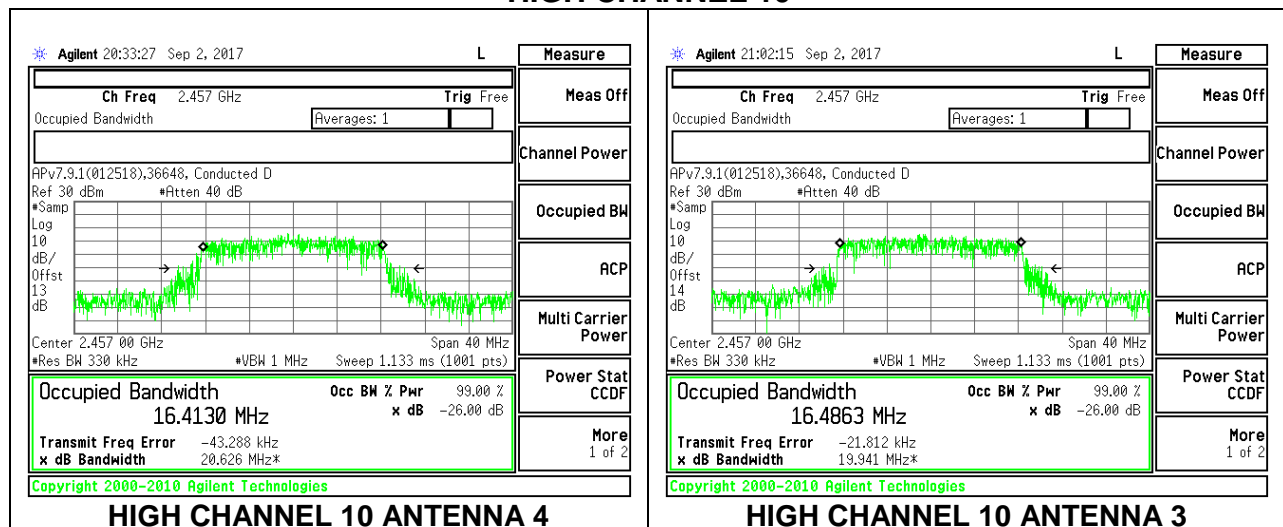 HIGH CHANNEL 10
Agilent 20:33:27 Sep 2, 2017 L
Measure
Ch Freq 2.457 GHz Trig Free
Occupied Bandwidth Averages: 1
APv7.9.1(012518),36648, Conducted D
Ref 30 dBm #Atten 40 dB
#Samp
Log
10
dB/
Offst
13
dB
Center 2.457 00 GHz Span 40 MHz
#Res BW 330 kHz #VBW 1 MHz Sweep 1.133 ms (1001 pts)
Occupied Bandwidth Occ BW % Pwr 99.00 %
16.4130 MHz x dB -26.00 dB
Transmit Freq Error -43.288 kHz
x dB Bandwidth 20.626 MHz*
Copyright 2000-2010 Agilent Technologies
Meas Off
Channel Power
Occupied BW
ACP
Multi Carrier
Power
Power Stat
CCDF
More
1 of 2
HIGH CHANNEL 10 ANTENNA 4
Agilent 21:02:15 Sep 2, 2017 L
Measure
Ch Freq 2.457 GHz Trig Free
Occupied Bandwidth Averages: 1
APv7.9.1(012518),36648, Conducted D
Ref 30 dBm #Atten 40 dB
#Samp
Log
10
dB/
Offst
14
dB
Center 2.457 00 GHz Span 40 MHz
#Res BW 330 kHz #VBW 1 MHz Sweep 1.133 ms (1001 pts)
Occupied Bandwidth Occ BW % Pwr 99.00 %
16.4863 MHz x dB -26.00 dB
Transmit Freq Error -21.812 kHz
x dB Bandwidth 19.941 MHz*
Copyright 2000-2010 Agilent Technologies
Meas Off
Channel Power
Occupied BW
ACP
Multi Carrier
Power
Power Stat
CCDF
More
1 of 2
HIGH CHANNEL 10 ANTENNA 3